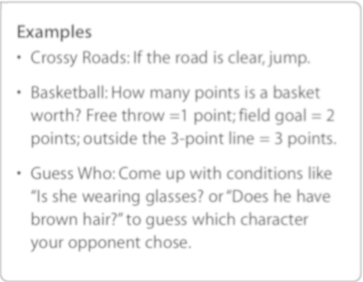 Examples
• Crossy Roads: If the road is clear, jump.
• Basketball: How many points is a basket
worth? Free throw =1 point; field goal = 2
points; outside the 3-point line = 3 points.
• Guess Who: Come up with conditions like
“Is she wearing glasses? or “Does he have
brown hair?” to guess which character
your opponent chose.